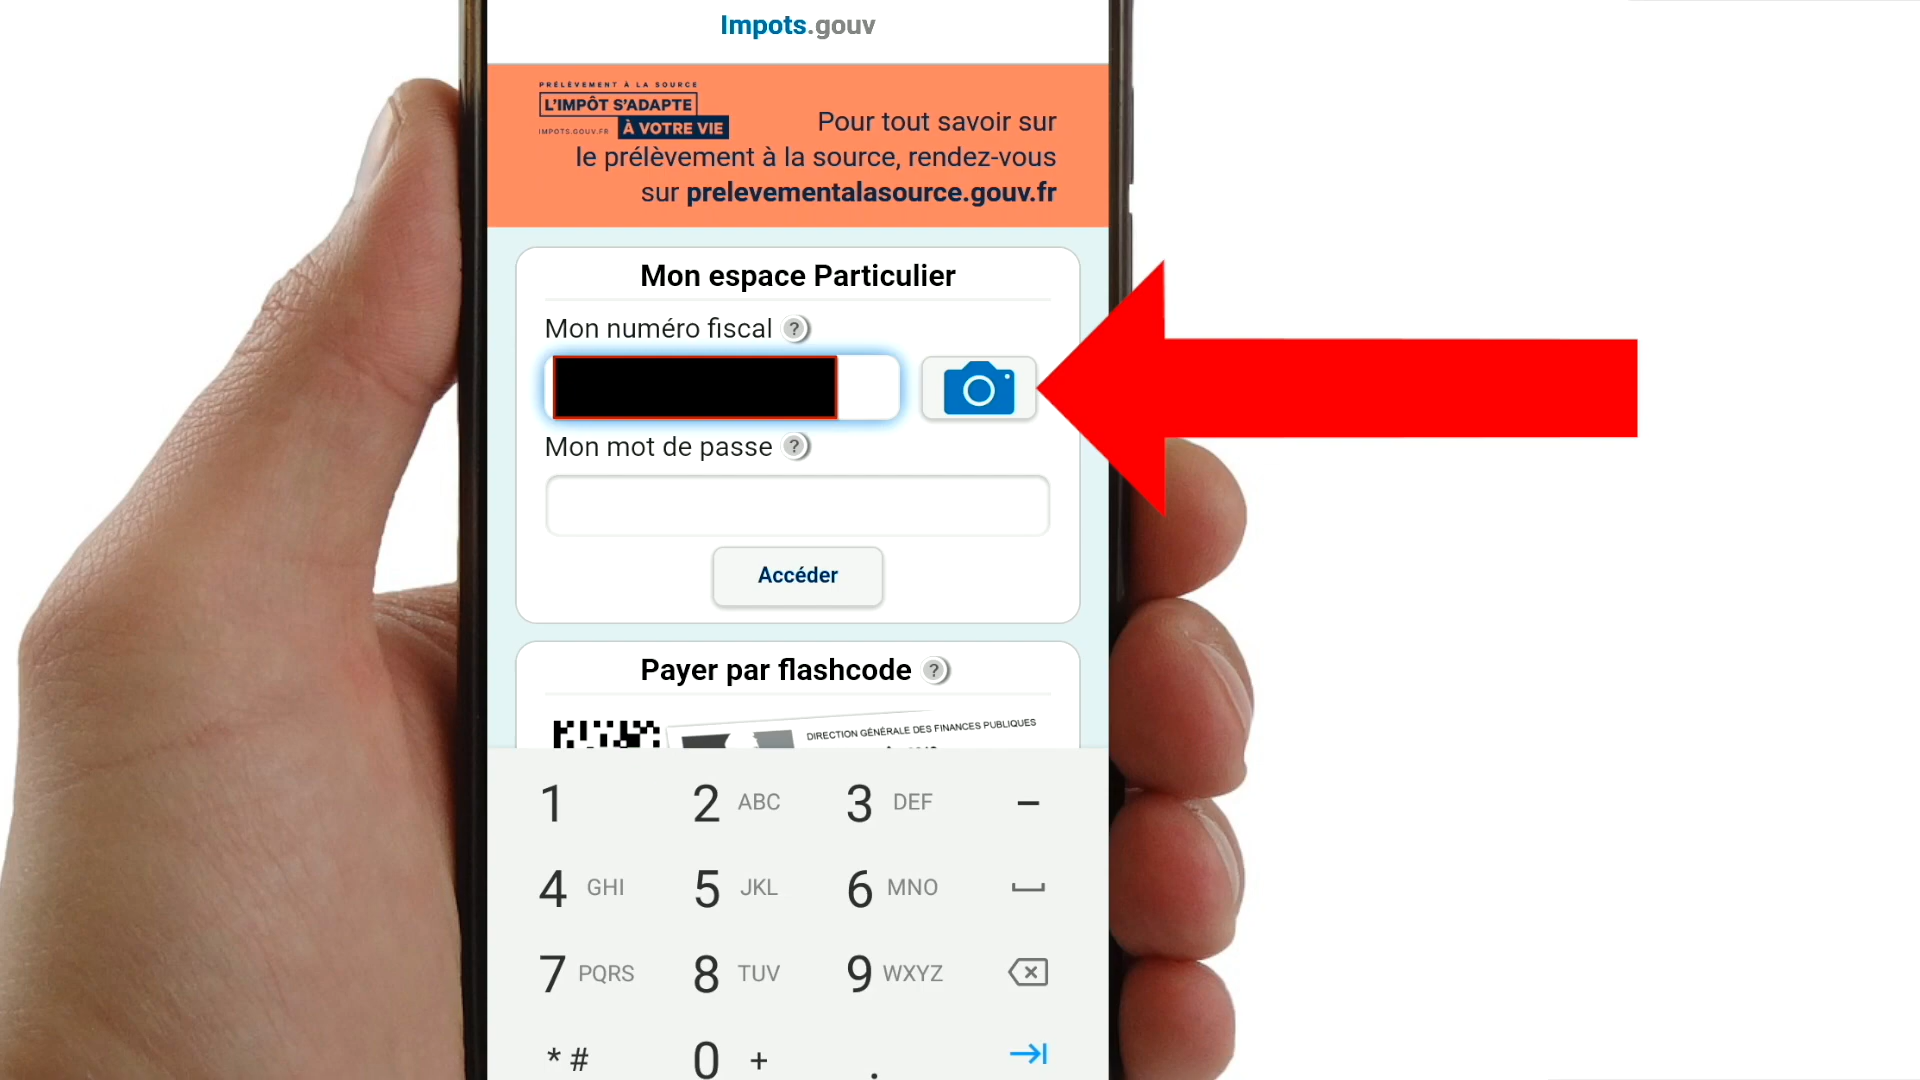 Impots.gouv
PRÉLÈVEMENT À LA SOURCE
L'IMPÔT S'ADAPTE
IMPOTS.GOUV.FR À VOTRE VIE
Pour tout savoir sur
le prélèvement à la source, rendez-vous
sur prelevementalasource.gouv.fr
Mon espace Particulier
Mon numéro fiscal ?
Mon mot de passe ?
Accéder
Payer par flashcode ?
DIRECTION GÉNÉRALE DES FINANCES PUBLIQUES
1 2 ABC 3 DEF –
4 GHI 5 JKL 6 MNO
7 PQRS 8 TUV 9 WXYZ
* # 0 + .